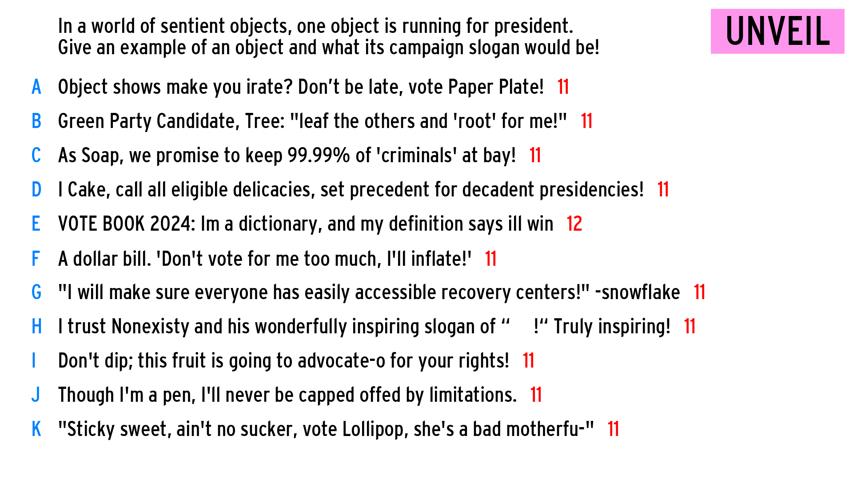 In a world of sentient objects, one object is running for president.
Give an example of an object and what its campaign slogan would be!
UNVEIL
A Object shows make you irate? Don't be late, vote Paper Plate! 11
B Green Party Candidate, Tree: "leaf the others and 'root' for me!" 11
C As Soap, we promise to keep 99.99% of 'criminals' at bay! 11
D I Cake, call all eligible delicacies, set precedent for decadent presidencies! 11
E VOTE BOOK 2024: Im a dictionary, and my definition says ill win 12
F A dollar bill. 'Don't vote for me too much, I'll inflate!' 11
G "I will make sure everyone has easily accessible recovery centers!" -snowflake 11
H I trust Nonexisty and his wonderfully inspiring slogan of “ !“ Truly inspiring! 11
I Don't dip; this fruit is going to advocate-o for your rights! 11
J Though I'm a pen, I'll never be capped offed by limitations. 11
K "Sticky sweet, ain't no sucker, vote Lollipop, she's a bad motherfu-" 11